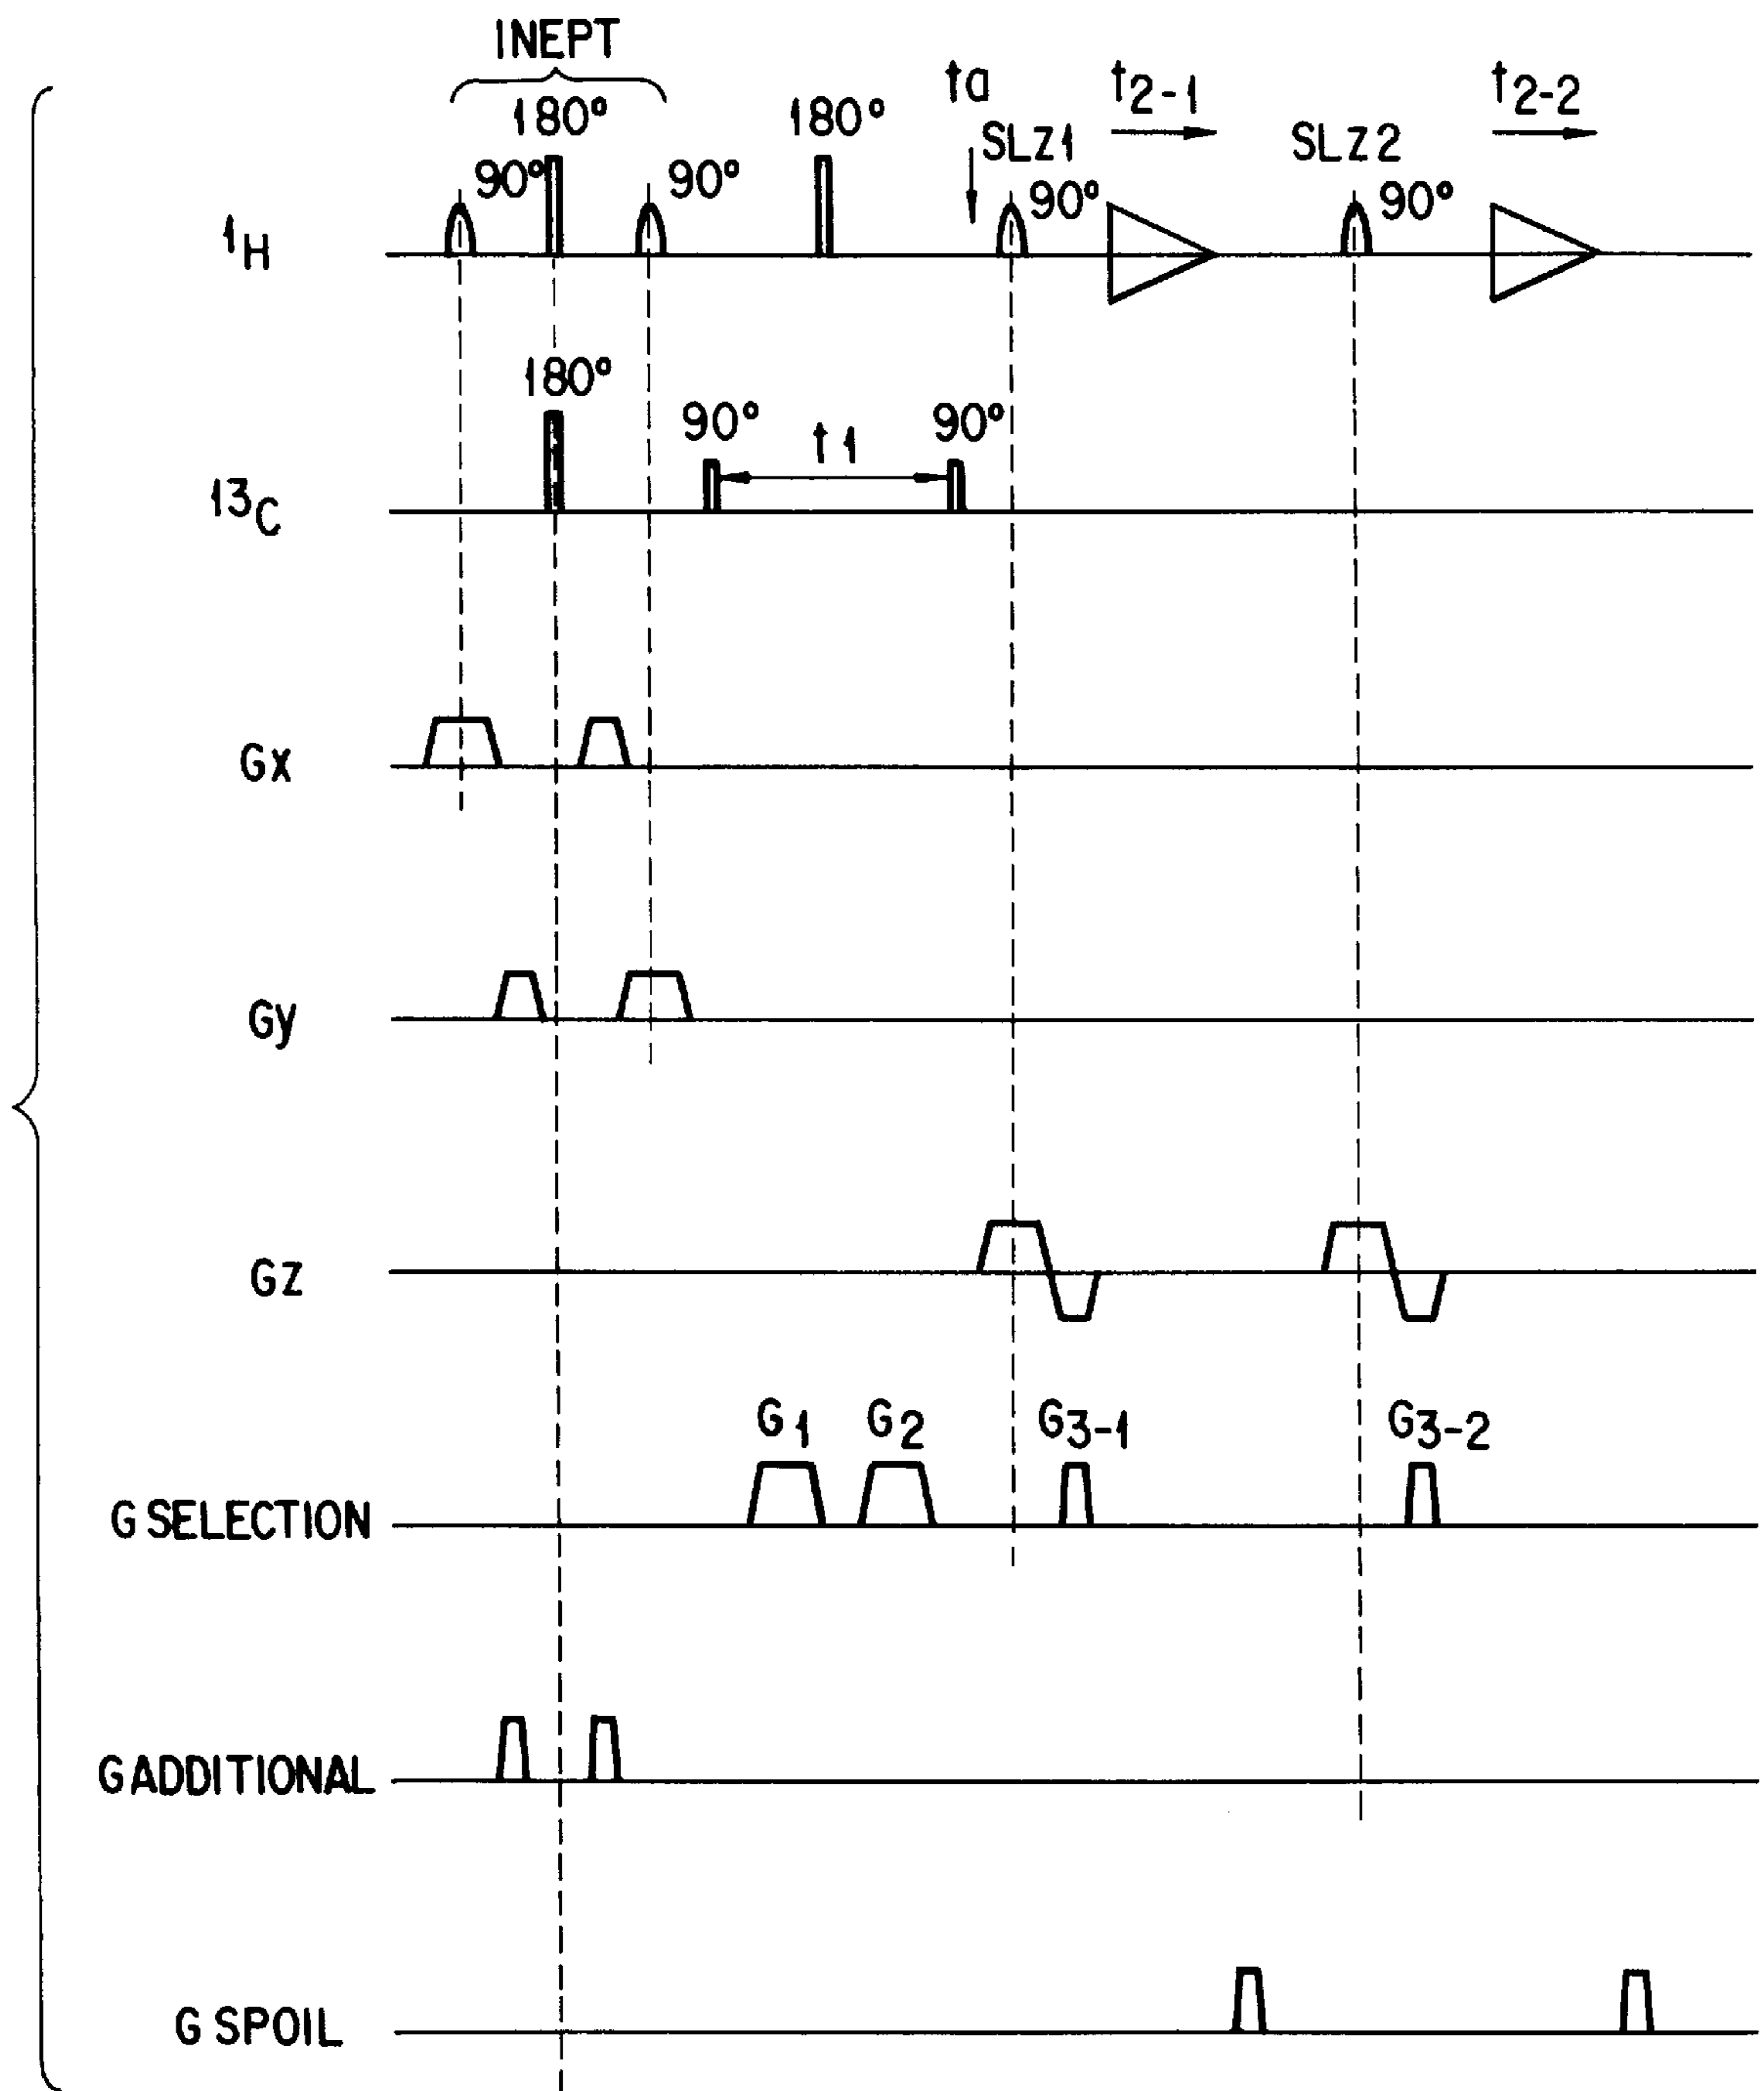 INEPT
180° 180° ta t2-1 t2-2
90° 90° SLZ1 90° SLZ2 90°
1H
180°
90° t1 90°
13C
Gx
Gy
Gz
G1 G2 G3-1 G3-2
G SELECTION
G ADDITIONAL
G SPOIL